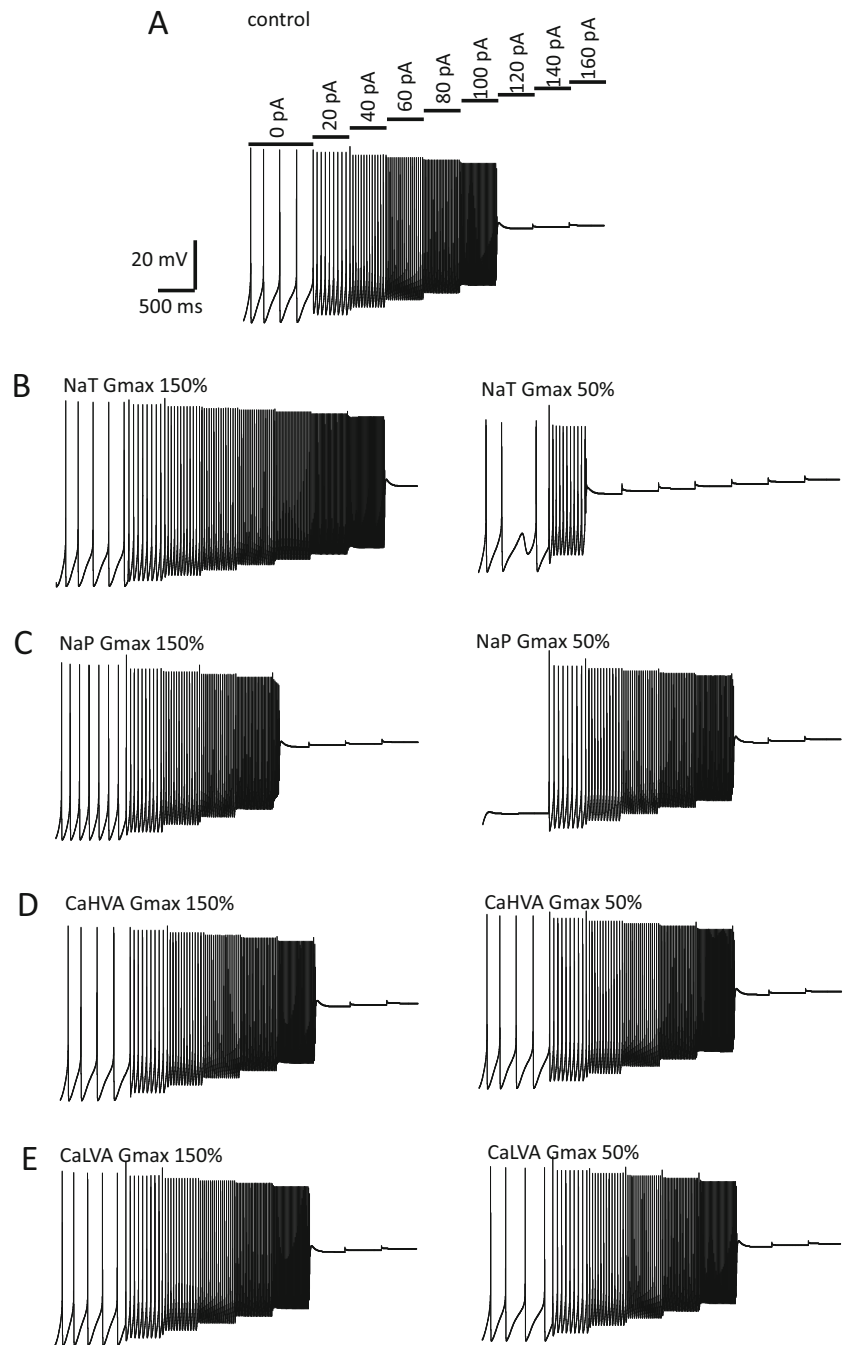 A
control
0 pA
20 pA
40 pA
60 pA
80 pA
100 pA
120 pA
140 pA
160 pA
20 mV
500 ms
B
NaT Gmax 150%
NaT Gmax 50%
C
NaP Gmax 150%
NaP Gmax 50%
D
CaHVA Gmax 150%
CaHVA Gmax 50%
E
CaLVA Gmax 150%
CaLVA Gmax 50%